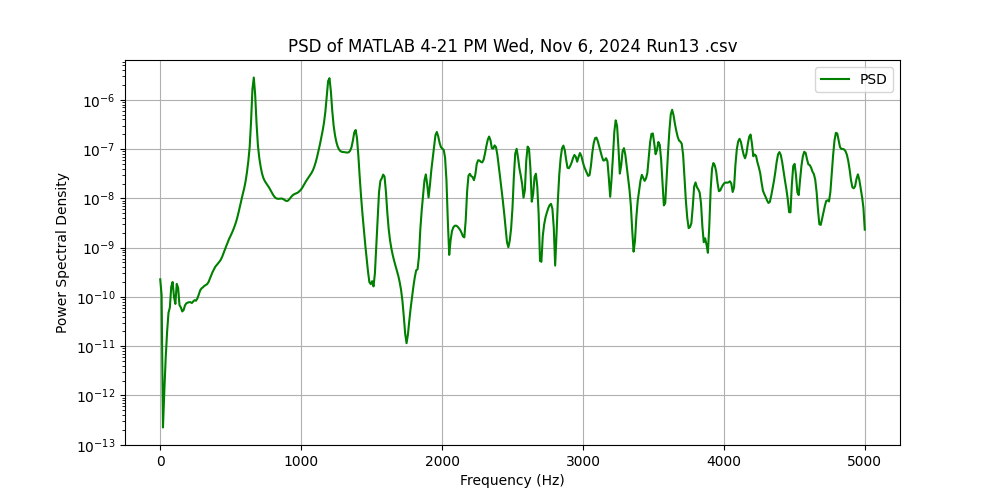 PSD of MATLAB 4-21 PM Wed, Nov 6, 2024 Run13 .csv
PSD
Power Spectral Density
10⁻⁶
10⁻⁷
10⁻⁸
10⁻⁹
10⁻¹⁰
10⁻¹¹
10⁻¹²
10⁻¹³
0 1000 2000 3000 4000 5000
Frequency (Hz)